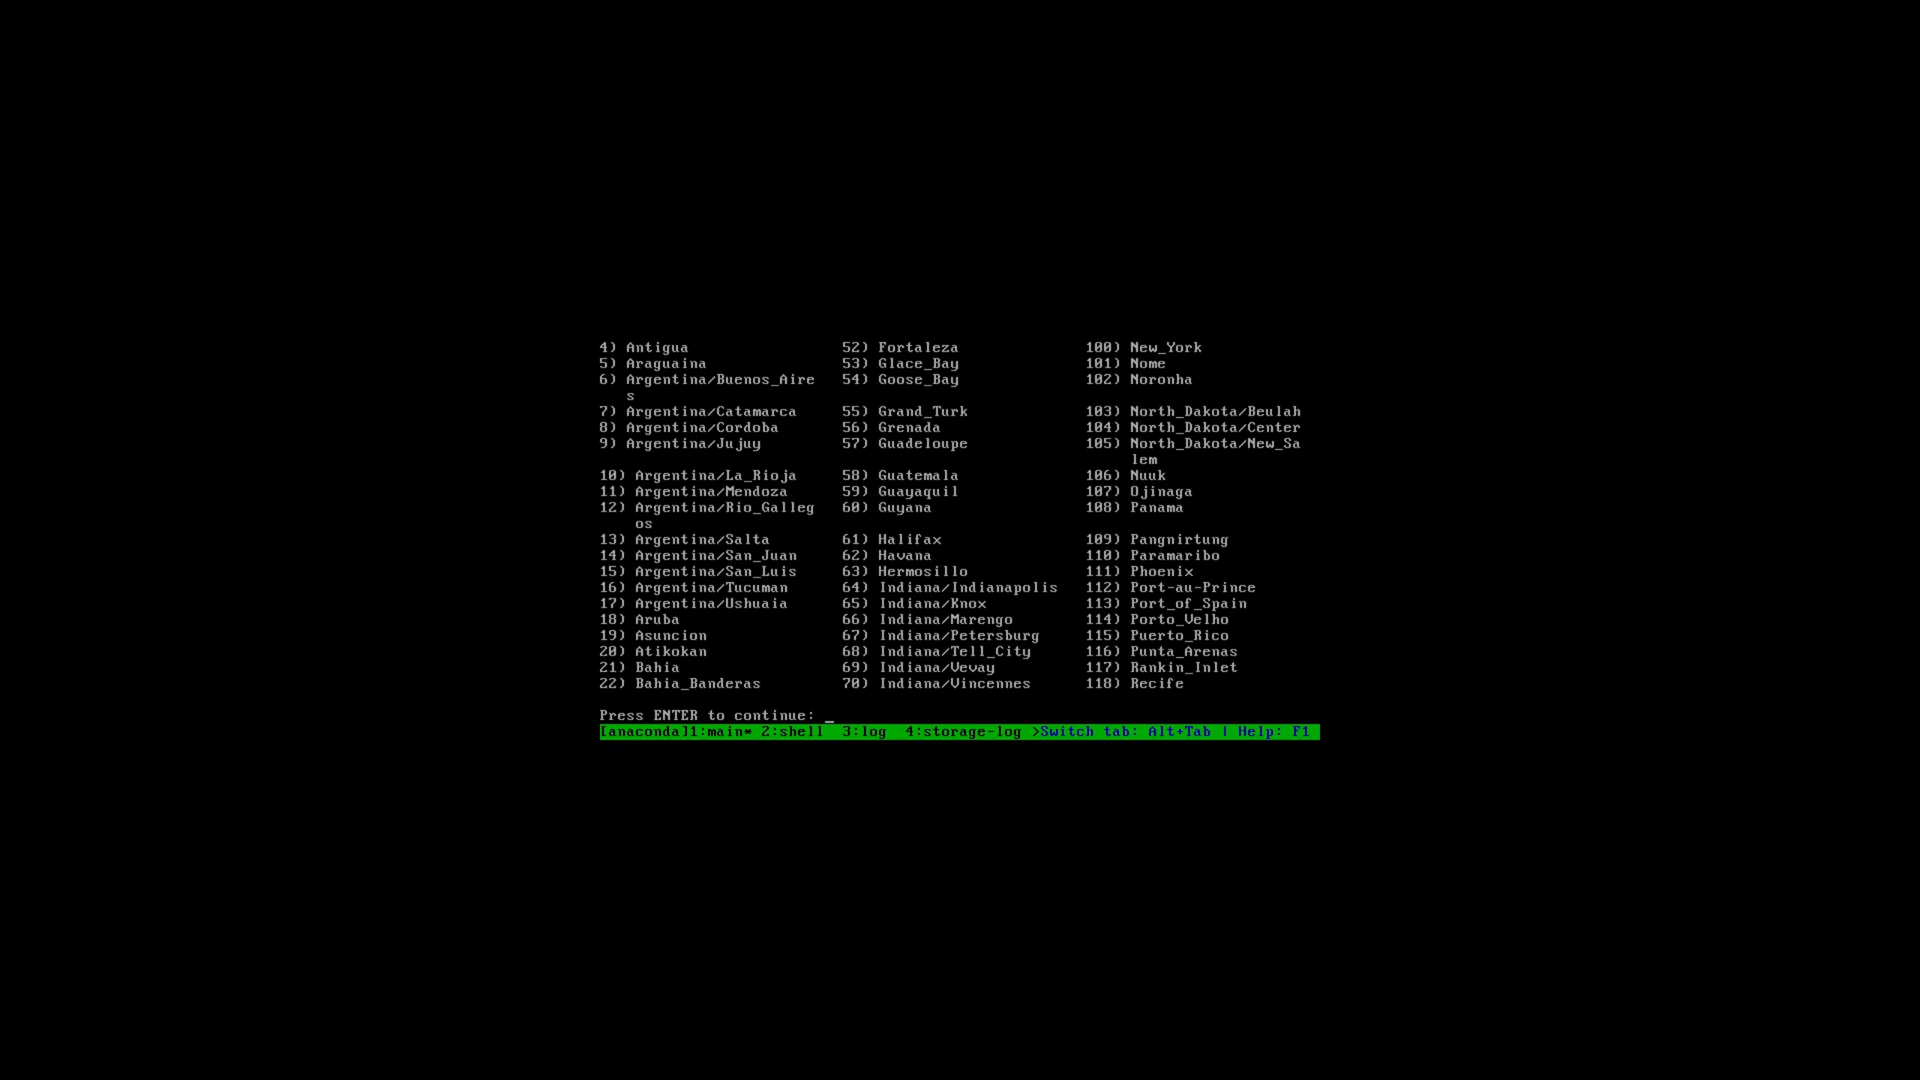 4) Antigua 52) Fortaleza 100) New_York
5) Araguaina 53) Glace_Bay 101) Nome
6) Argentina/Buenos_Aire 54) Goose_Bay 102) Noronha
s
7) Argentina/Catamarca 55) Grand_Turk 103) North_Dakota/Beulah
8) Argentina/Cordoba 56) Grenada 104) North_Dakota/Center
9) Argentina/Jujuy 57) Guadeloupe 105) North_Dakota/New_Sa
lem
10) Argentina/La_Rioja 58) Guatemala 106) Nuuk
11) Argentina/Mendoza 59) Guayaquil 107) Ojinaga
12) Argentina/Rio_Galleg 60) Guyana 108) Panama
os
13) Argentina/Salta 61) Halifax 109) Pangnirtung
14) Argentina/San_Juan 62) Havana 110) Paramaribo
15) Argentina/San_Luis 63) Hermosillo 111) Phoenix
16) Argentina/Tucuman 64) Indiana/Indianapolis 112) Port-au-Prince
17) Argentina/Ushuaia 65) Indiana/Knox 113) Port_of_Spain
18) Aruba 66) Indiana/Marengo 114) Porto_Velho
19) Asuncion 67) Indiana/Petersburg 115) Puerto_Rico
20) Atikokan 68) Indiana/Tell_City 116) Punta_Arenas
21) Bahia 69) Indiana/Vevay 117) Rankin_Inlet
22) Bahia_Banderas 70) Indiana/Vincennes 118) Recife
Press ENTER to continue: _
[anaconda]1:main* 2:shell 3:log 4:storage-log >Switch tab: Alt+Tab | Help: F1